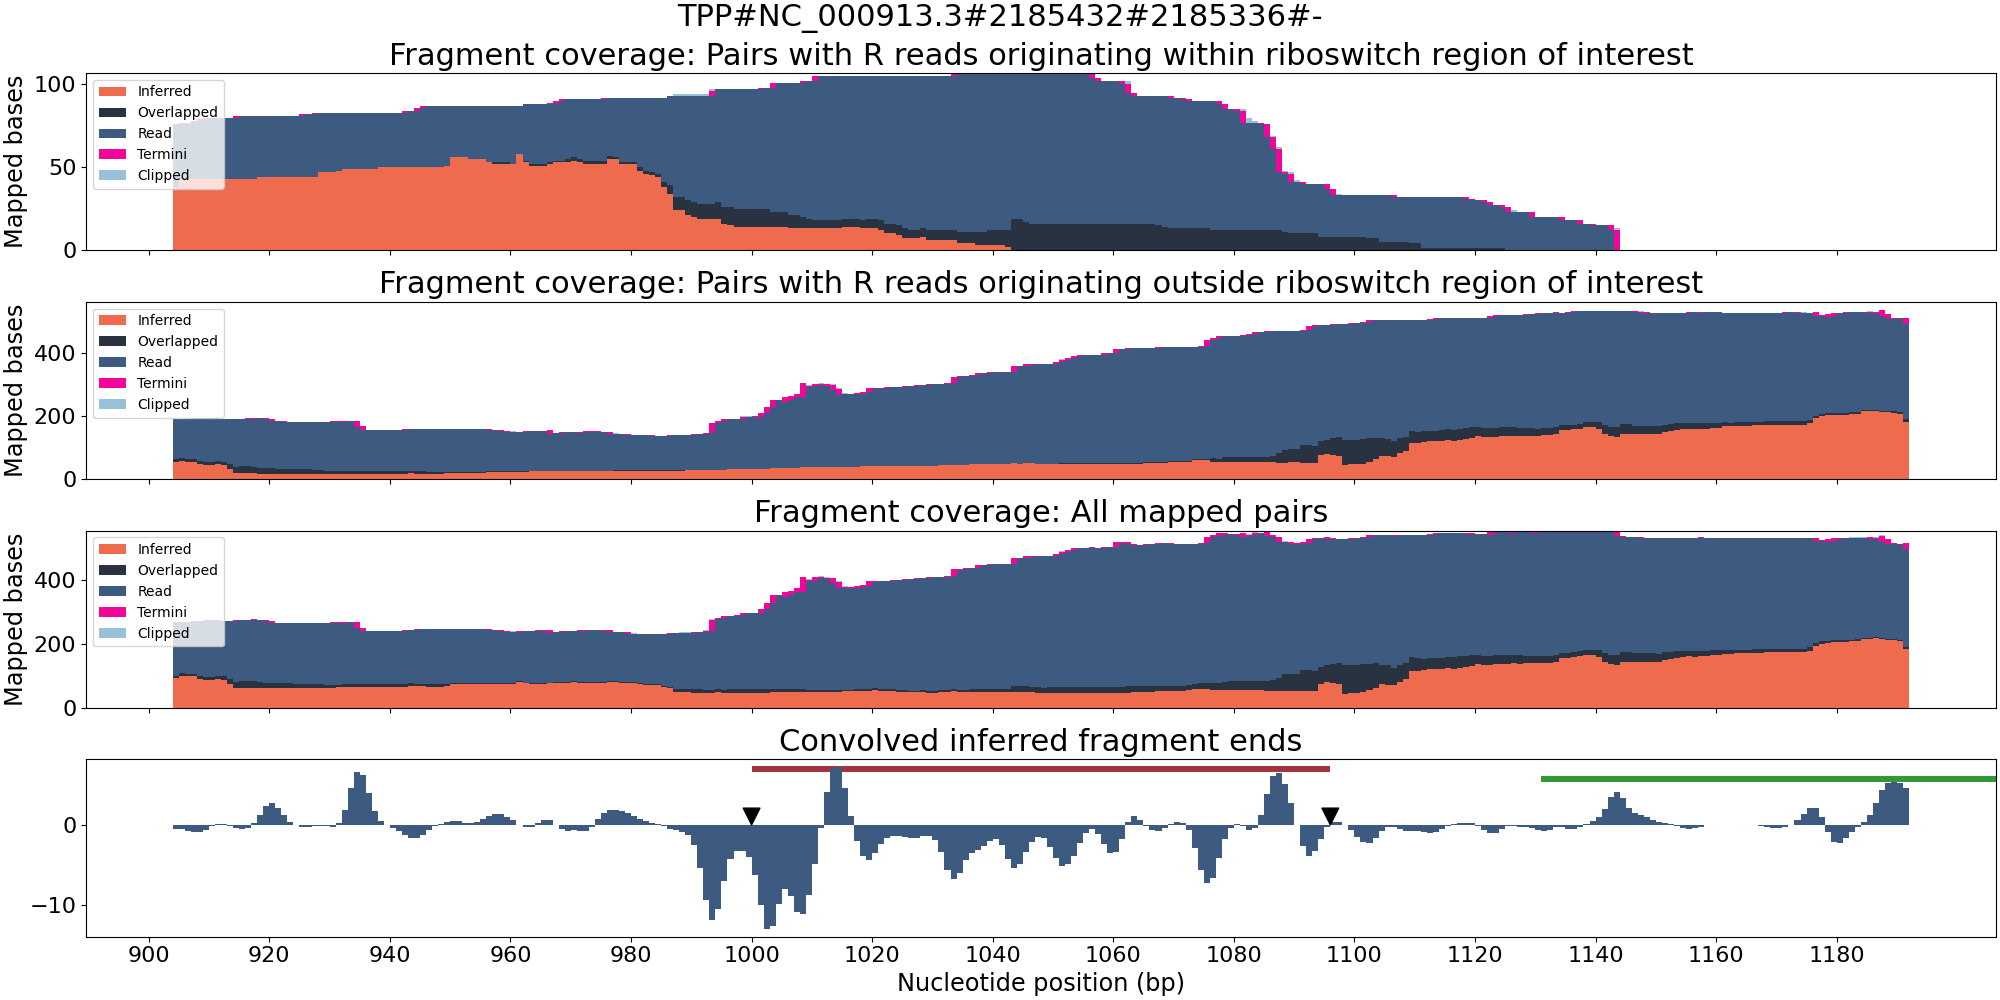 TPP#NC_000913.3#2185432#2185336#-
Fragment coverage: Pairs with R reads originating within riboswitch region of interest
Mapped bases
100
50
0
Inferred
Overlapped
Read
Termini
Clipped
Fragment coverage: Pairs with R reads originating outside riboswitch region of interest
Mapped bases
400
200
0
Inferred
Overlapped
Read
Termini
Clipped
Fragment coverage: All mapped pairs
Mapped bases
400
200
0
Inferred
Overlapped
Read
Termini
Clipped
Convolved inferred fragment ends
0
−10
900 920 940 960 980 1000 1020 1040 1060 1080 1100 1120 1140 1160 1180
Nucleotide position (bp)